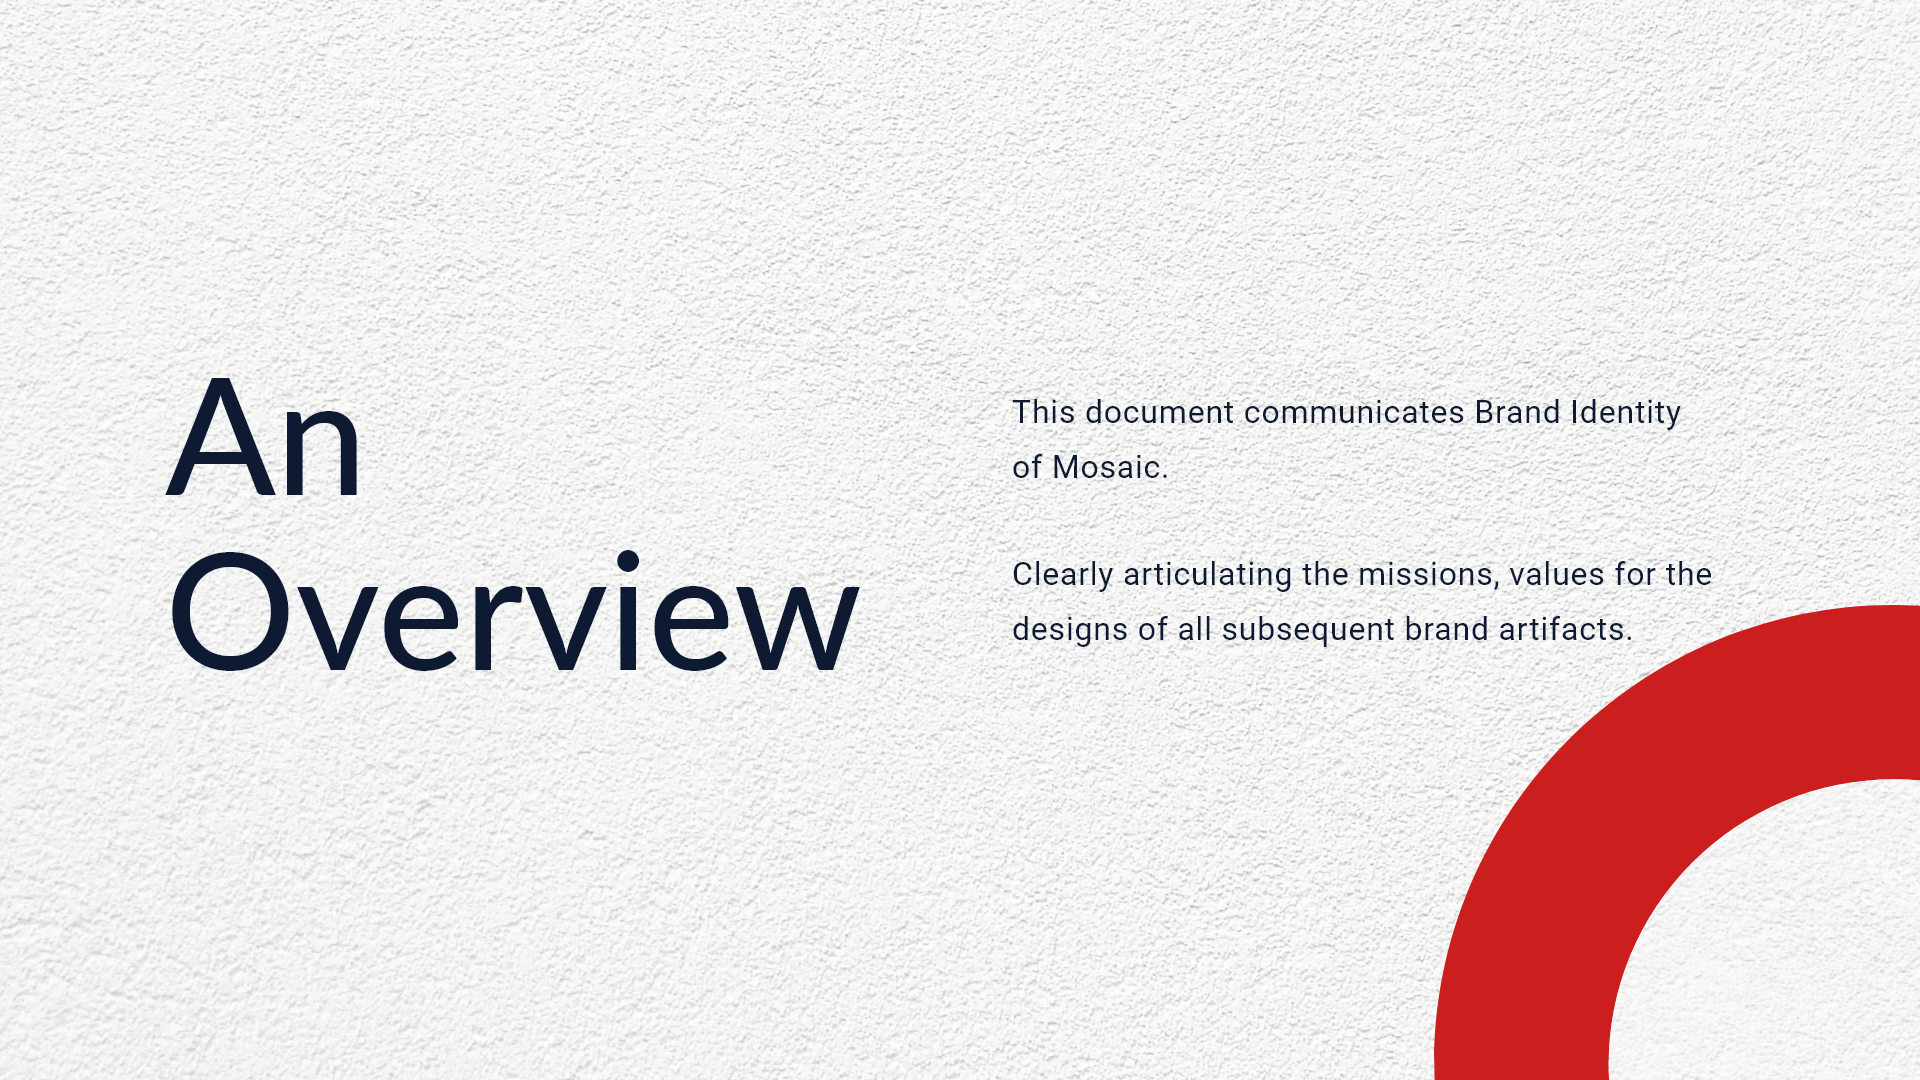 An
Overview
This document communicates Brand Identity
of Mosaic.
Clearly articulating the missions, values for the
designs of all subsequent brand artifacts.